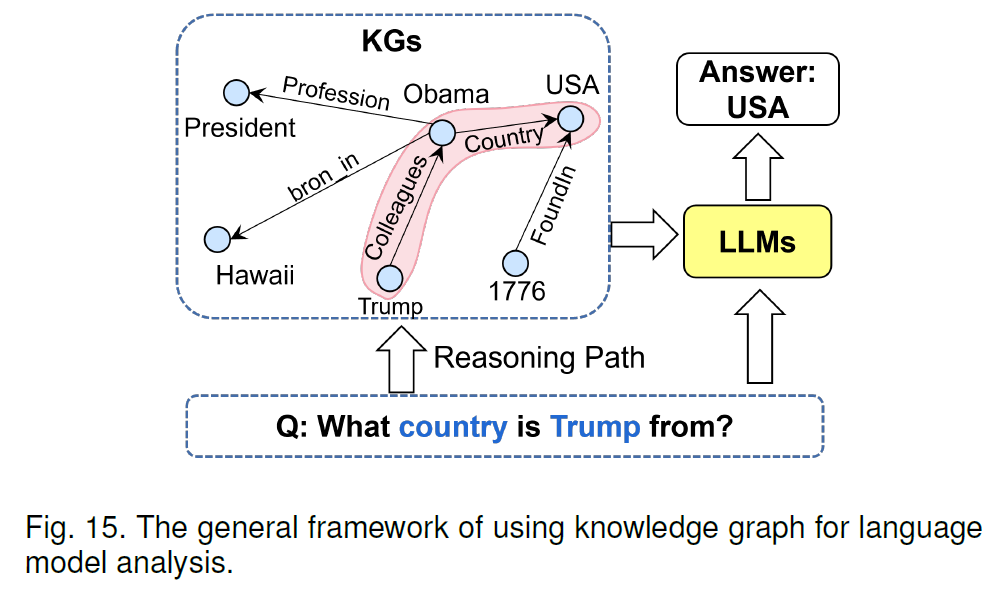 KGs
President
Profession
Obama
USA
Country
bron_in
Hawaii
Colleagues
Trump
FoundIn
1776
Answer:
USA
LLMs
Reasoning Path
Q: What country is Trump from?
Fig. 15. The general framework of using knowledge graph for language
model analysis.